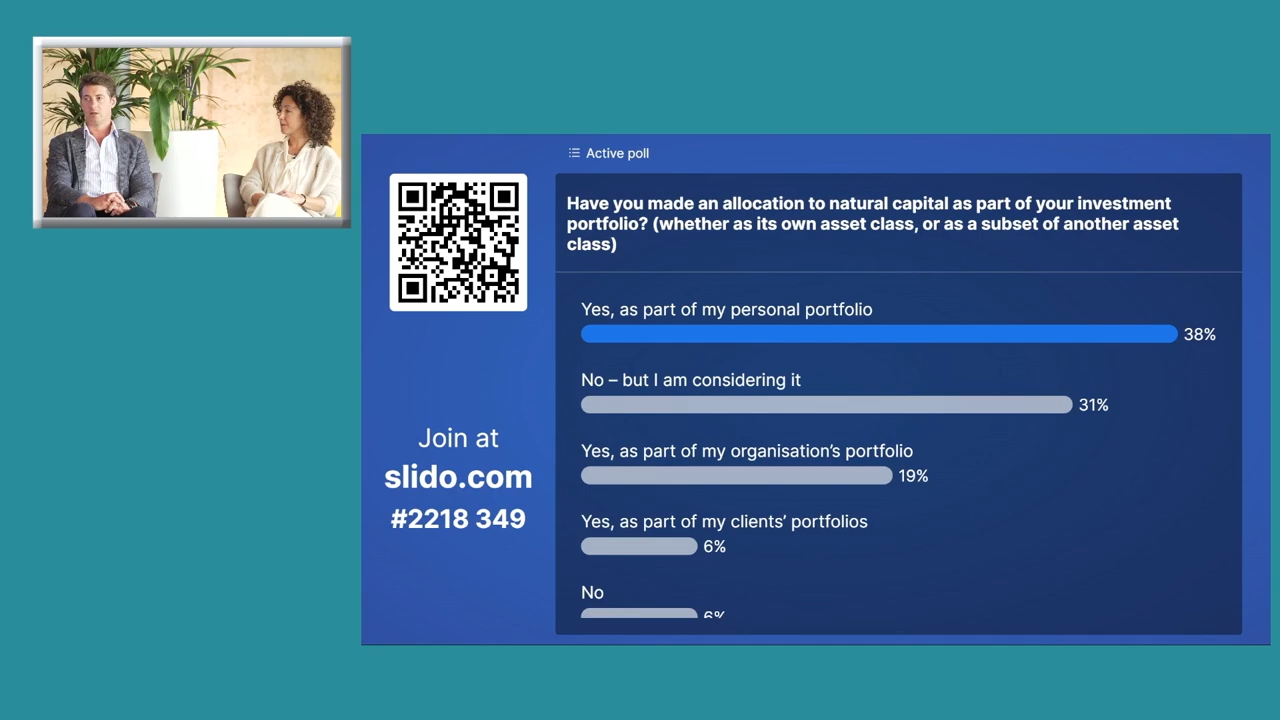 Active poll
Have you made an allocation to natural capital as part of your investment
portfolio? (whether as its own asset class, or as a subset of another asset
class)
Yes, as part of my personal portfolio
38%
No – but I am considering it
31%
Yes, as part of my organisation’s portfolio
19%
Yes, as part of my clients’ portfolios
6%
No
6%
Join at
slido.com
#2218 349